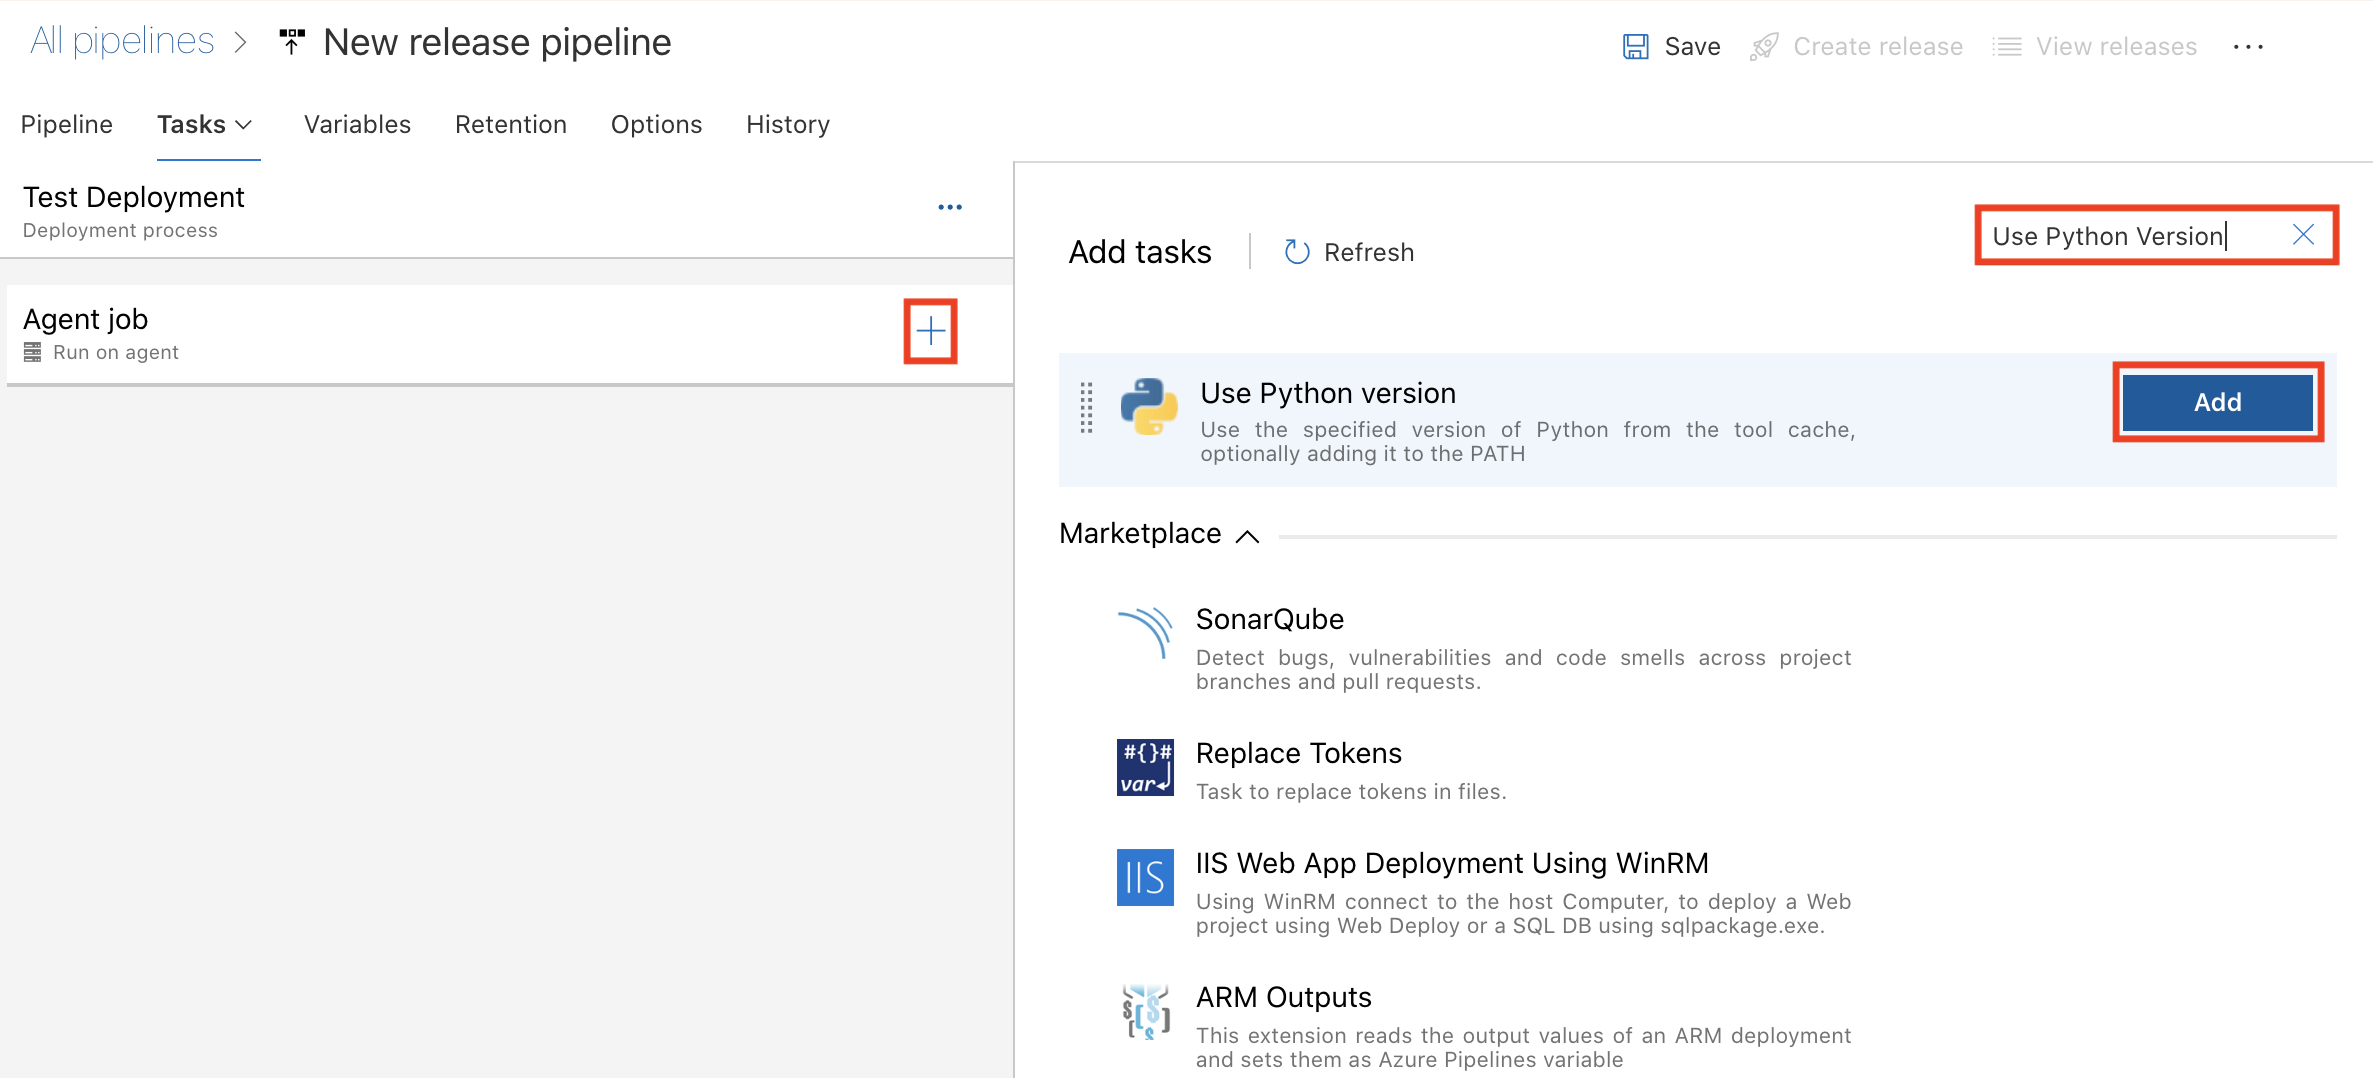 All pipelines > New release pipeline
Save Create release View releases ...
Pipeline Tasks Variables Retention Options History
Test Deployment
Deployment process
...
Agent job
Run on agent
Add tasks Refresh
Use Python Version
Use Python version
Use the specified version of Python from the tool cache,
optionally adding it to the PATH
Add
Marketplace
SonarQube
Detect bugs, vulnerabilities and code smells across project
branches and pull requests.
#{}#
var
Replace Tokens
Task to replace tokens in files.
IIS
IIS Web App Deployment Using WinRM
Using WinRM connect to the host Computer, to deploy a Web
project using Web Deploy or a SQL DB using sqlpackage.exe.
ARM Outputs
This extension reads the output values of an ARM deployment
and sets them as Azure Pipelines variable